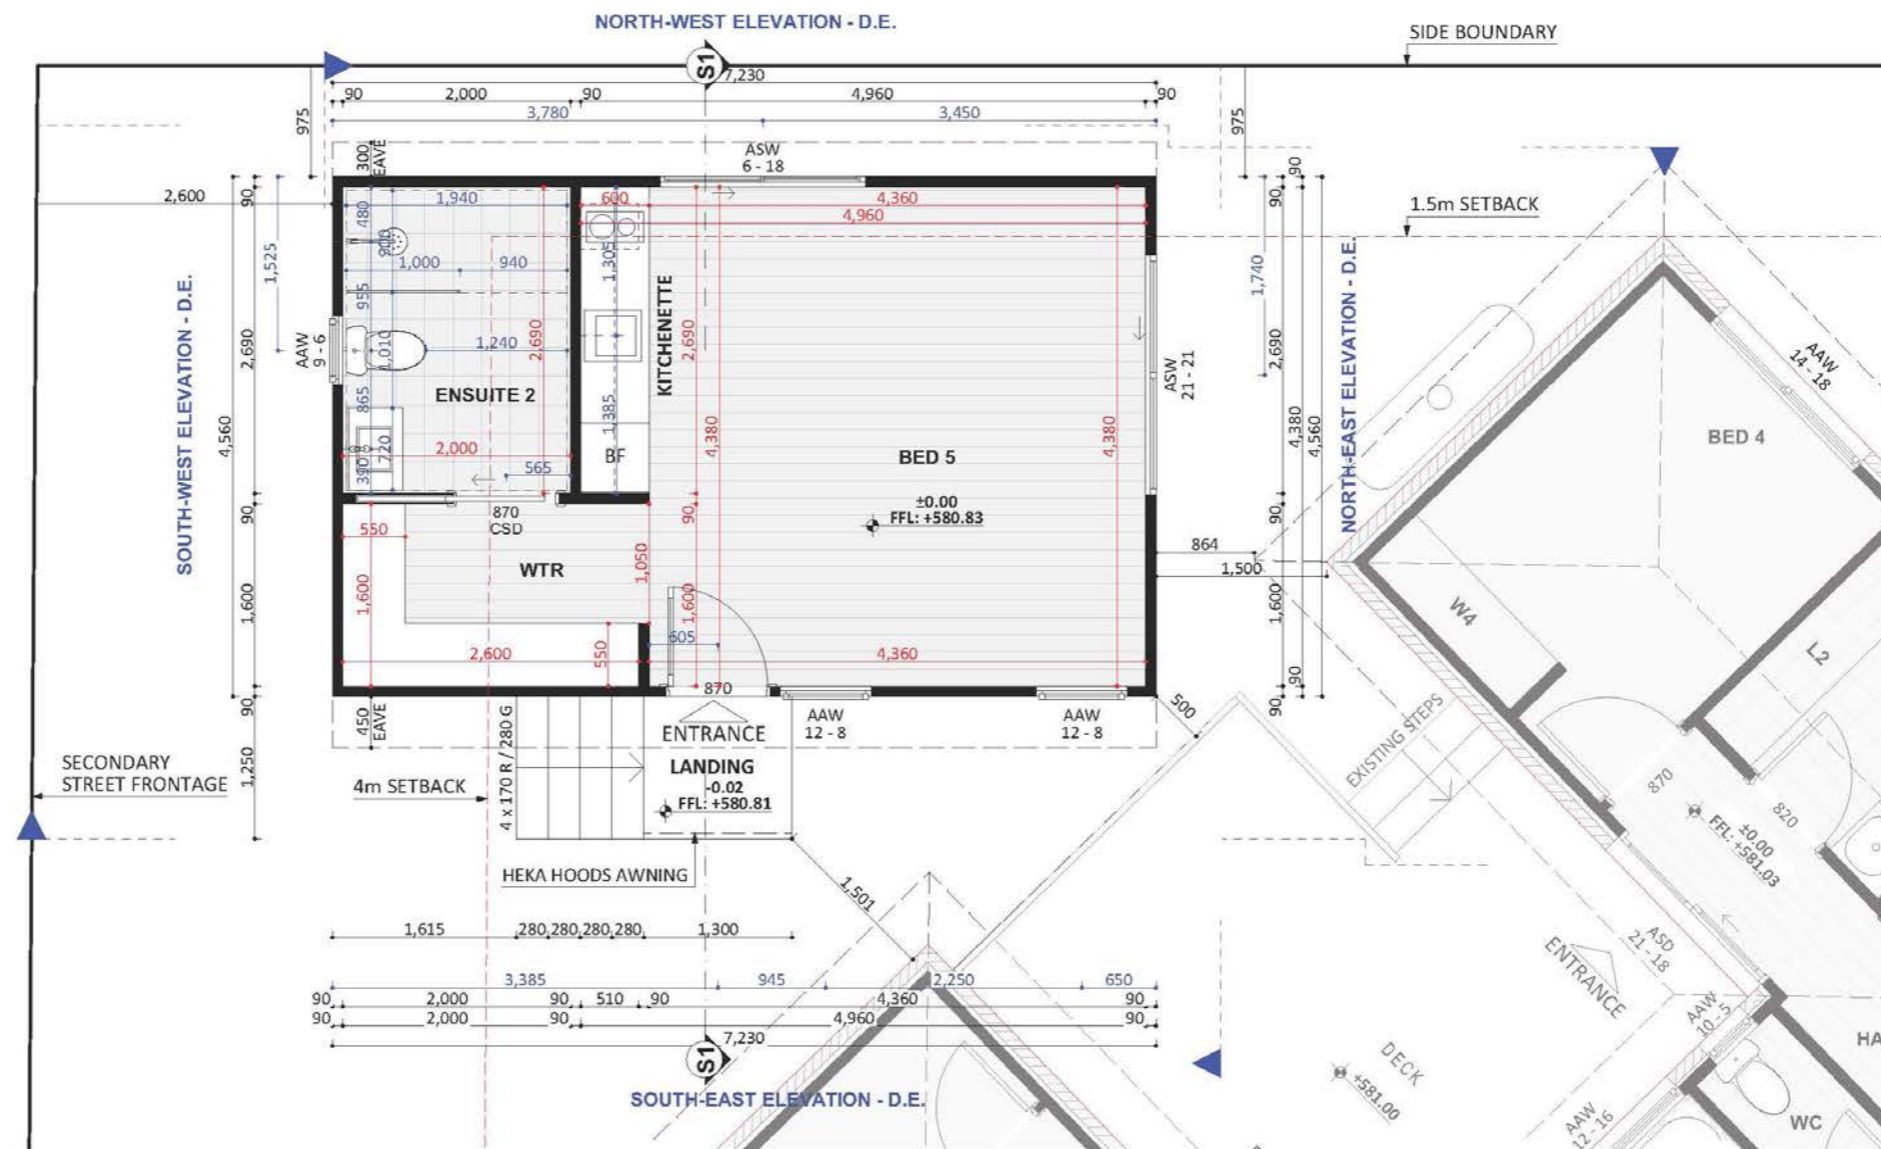 NORTH-WEST ELEVATION - D.E.
SIDE BOUNDARY
S1
7,230
90
2,000
90
4,960
90
3,780
3,450
975
975
300
EAVE
ASW
6 - 18
90
2,600
90
1,940
600
4,360
4,960
480
900
90
1.5m SETBACK
1,525
1,000
940
1,305
1,740
955
SOUTH-WEST ELEVATION - D.E.
NORTH-EAST ELEVATION - D.E.
KITCHENETTE
AAW
9 - 6
2,690
1,010
1,240
2,690
2,690
2,690
ASW
21 - 21
AAW
14 - 18
865
ENSUITE 2
1,385
4,560
720
2,000
4,380
4,380
4,380
4,560
BED 4
390
565
BF
BED 5
±0.00
FFL: +580.83
90
550
870
CSD
90
90
WTR
1,050
864
1,500
1,600
1,600
1,600
1,600
W4
605
2,600
550
4,360
L2
90
870
90
90
450
EAVE
4 x 170 R / 280 G
ENTRANCE
AAW
12 - 8
AAW
12 - 8
500
EXISTING STEPS
SECONDARY
STREET FRONTAGE
1,250
4m SETBACK
LANDING
-0.02
FFL: +580.81
870
820
±0.00
FFL: +581.03
HEKA HOODS AWNING
1,501
1,615
280
280
280
280
1,300
ASD
21 - 18
ENTRANCE
3,385
945
2,250
650
90
2,000
90
510
90
4,360
90
90
2,000
90
4,960
90
7,230
S1
AAW
10 - 5
HA
DECK
+581.00
SOUTH-EAST ELEVATION - D.E.
AAW
12 - 16
WC